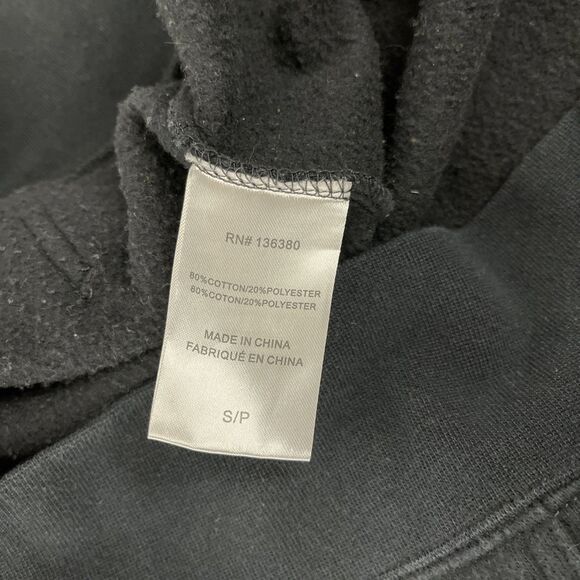 RN# 136380
80%COTTON/20%POLYESTER
80%COTON/20%POLYESTER
MADE IN CHINA
FABRIQUÉ EN CHINA
S/P